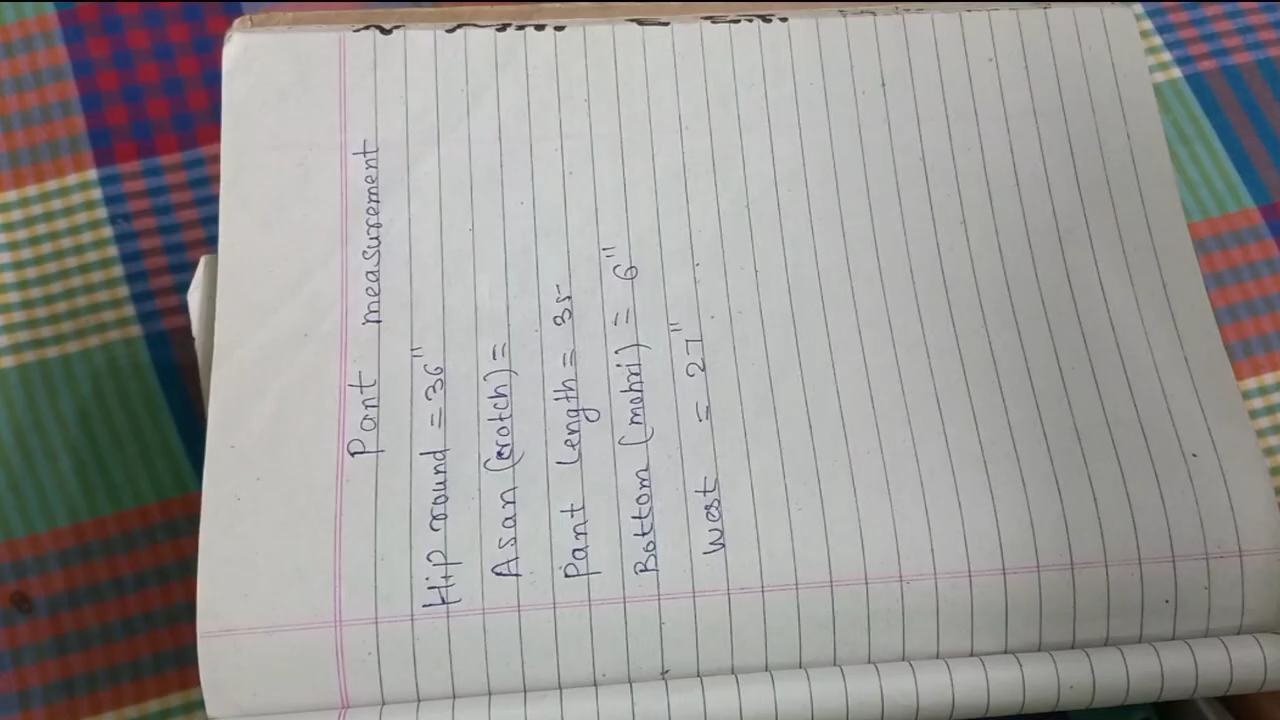 Pant measurement
Hip round = 36"
Asan (crotch) =
Pant Length = 35
Bottom (mohri) = 6"
West = 27"